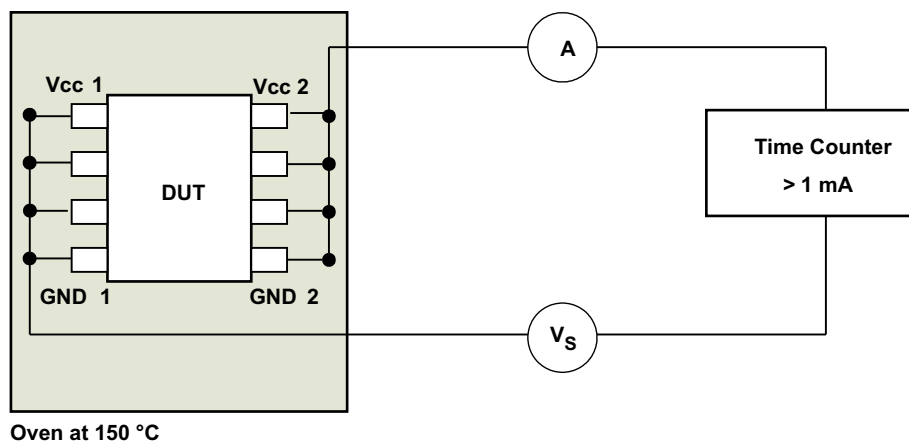 A
Vcc 1
Vcc 2
Time Counter
> 1 mA
DUT
GND 1
GND 2
VS
Oven at 150 °C